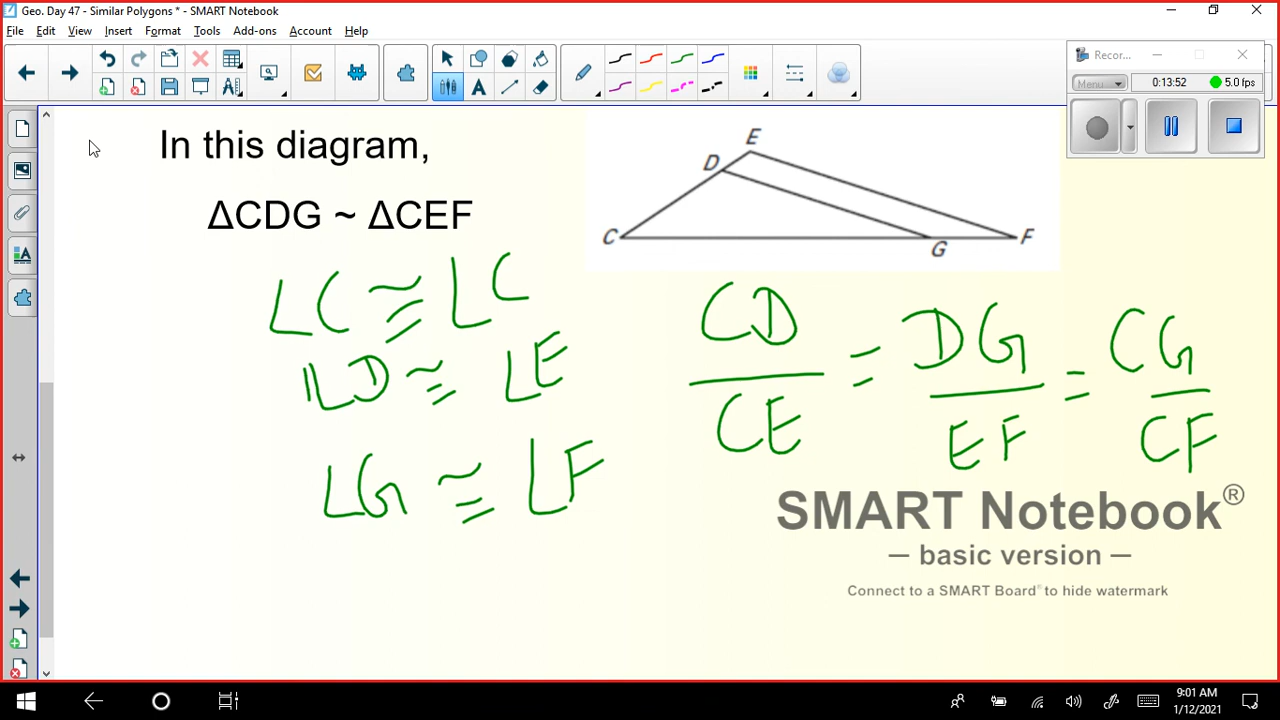 Geo. Day 47 - Similar Polygons * - SMART Notebook
File Edit View Insert Format Tools Add-ons Account Help
Recor...
Menu
0:13:52
5.0 fps
In this diagram,
ΔCDG ~ ΔCEF
E
D
C
G
F
∠C ≅ ∠C
∠D ≅ ∠E
∠G ≅ ∠F
CD/CE = DG/EF = CG/CF
SMART Notebook®
— basic version —
Connect to a SMART Board® to hide watermark
9:01 AM
1/12/2021